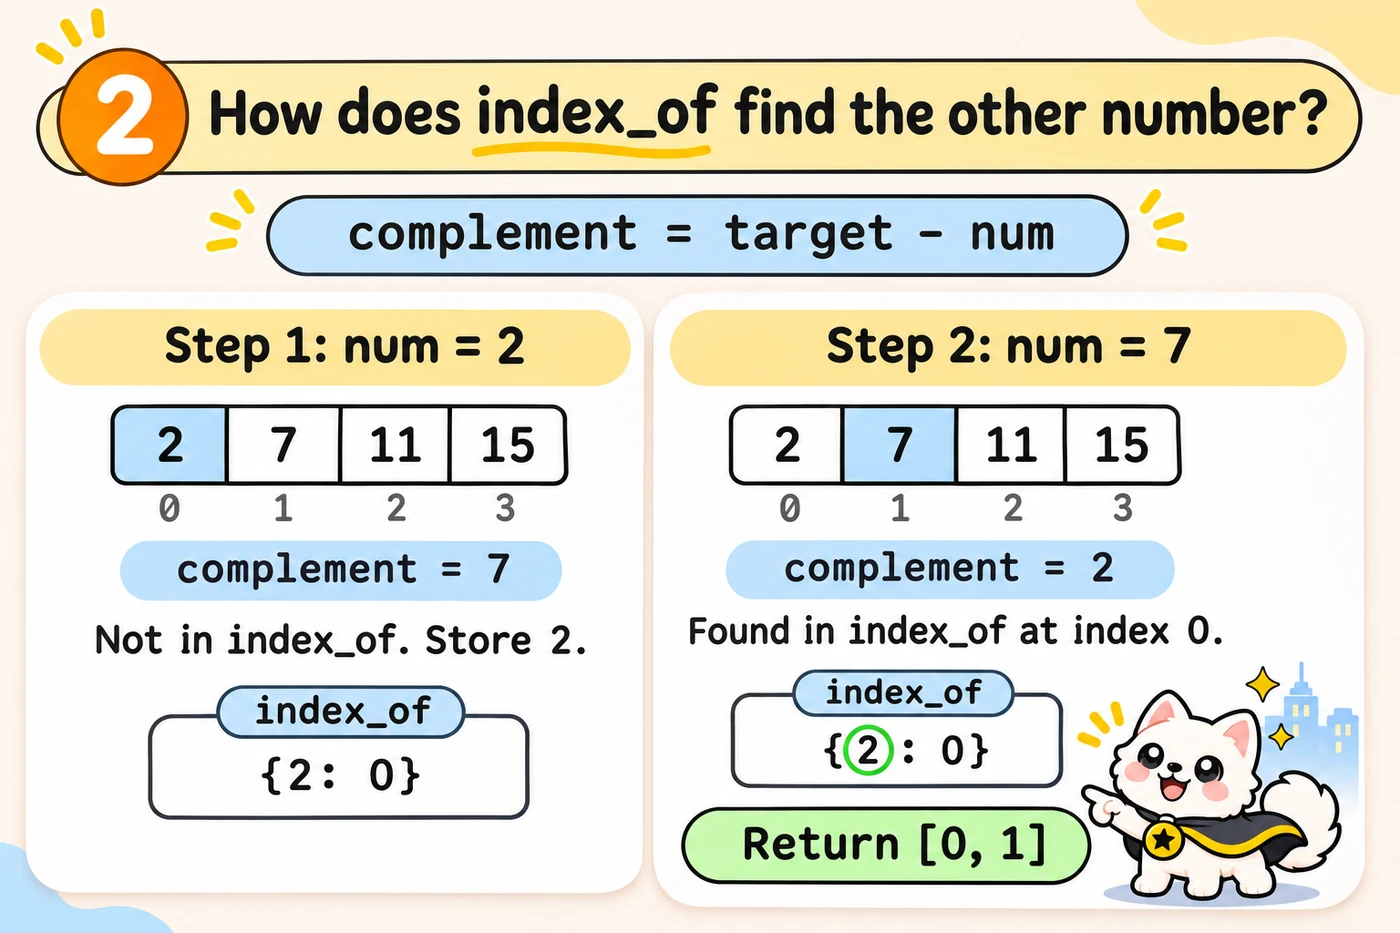 2
How does index_of find the other number?
complement = target - num
Step 1: num = 2
2 7 11 15
0 1 2 3
complement = 7
Not in index_of. Store 2.
index_of
{2: 0}
Step 2: num = 7
2 7 11 15
0 1 2 3
complement = 2
Found in index_of at index 0.
index_of
{2: 0}
Return [0, 1]